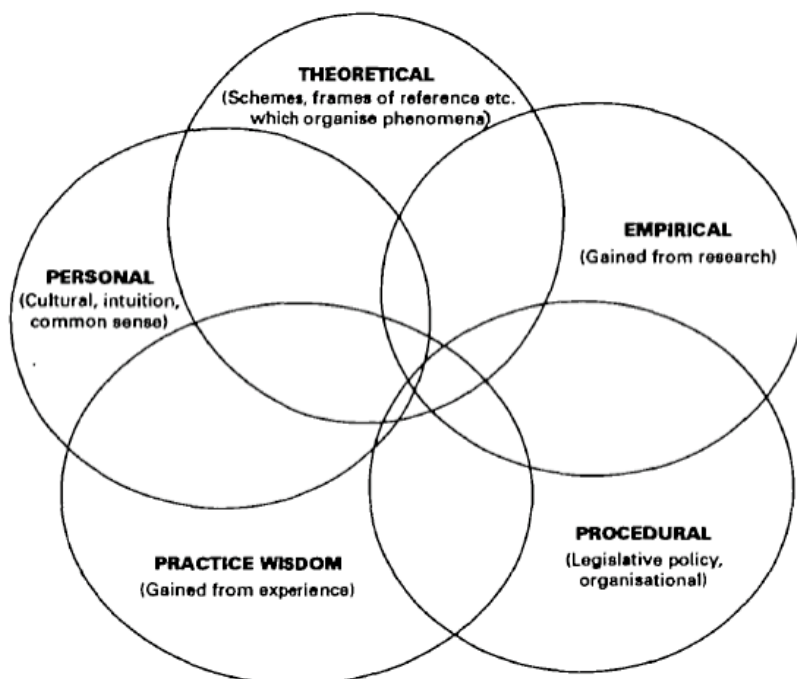 THEORETICAL
(Schemes, frames of reference etc.
which organise phenomena)
EMPIRICAL
(Gained from research)
PERSONAL
(Cultural, intuition,
common sense)
PROCEDURAL
(Legislative policy,
organisational)
PRACTICE WISDOM
(Gained from experience)